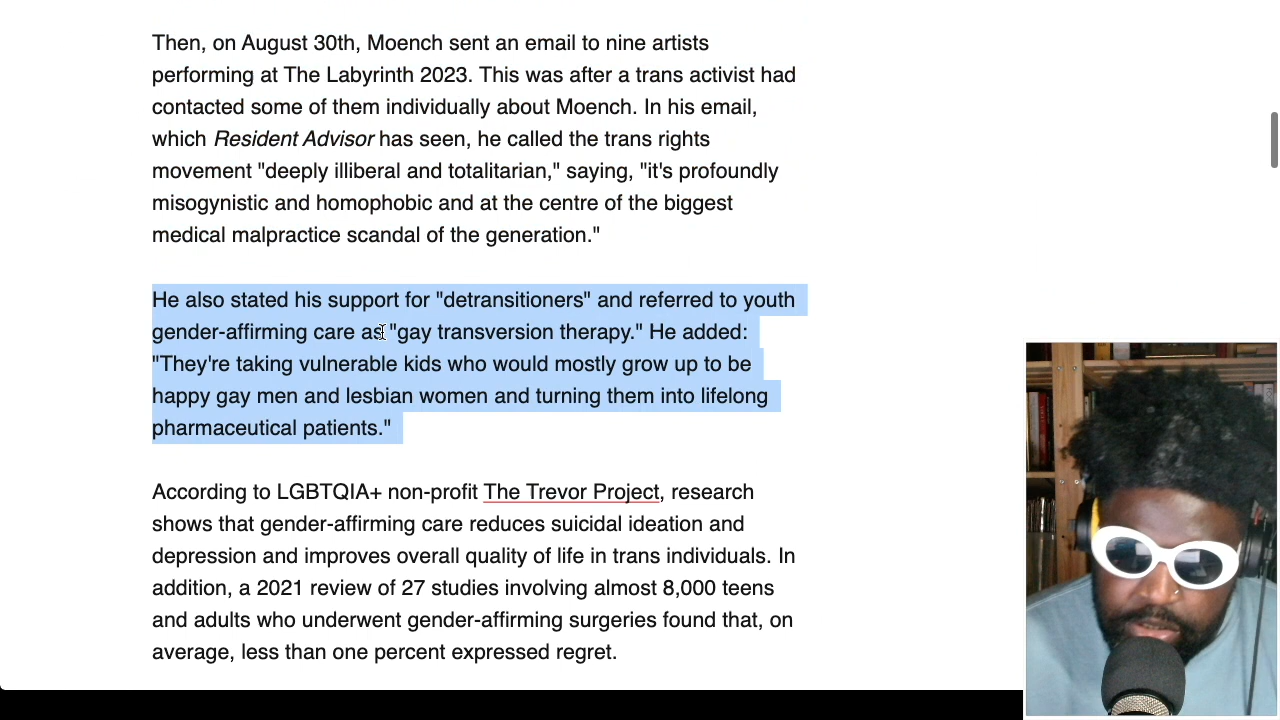 Then, on August 30th, Moench sent an email to nine artists
performing at The Labyrinth 2023. This was after a trans activist had
contacted some of them individually about Moench. In his email,
which Resident Advisor has seen, he called the trans rights
movement "deeply illiberal and totalitarian," saying, "it's profoundly
misogynistic and homophobic and at the centre of the biggest
medical malpractice scandal of the generation."
He also stated his support for "detransitioners" and referred to youth
gender-affirming care as "gay transversion therapy." He added:
"They're taking vulnerable kids who would mostly grow up to be
happy gay men and lesbian women and turning them into lifelong
pharmaceutical patients."
According to LGBTQIA+ non-profit The Trevor Project, research
shows that gender-affirming care reduces suicidal ideation and
depression and improves overall quality of life in trans individuals. In
addition, a 2021 review of 27 studies involving almost 8,000 teens
and adults who underwent gender-affirming surgeries found that, on
average, less than one percent expressed regret.